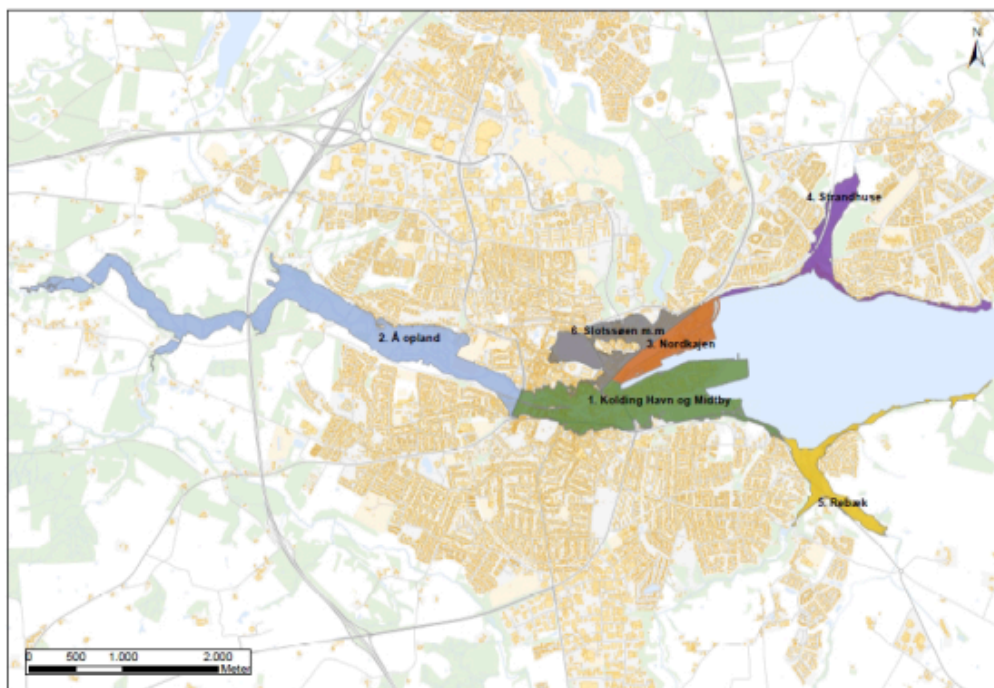 N
4. Strandhuse
6. Slotssøen m.m
3. Nordkajen
2. Å opland
1. Kolding Havn og Midtby
5. Rebæk
0 500 1.000 2.000
Meter